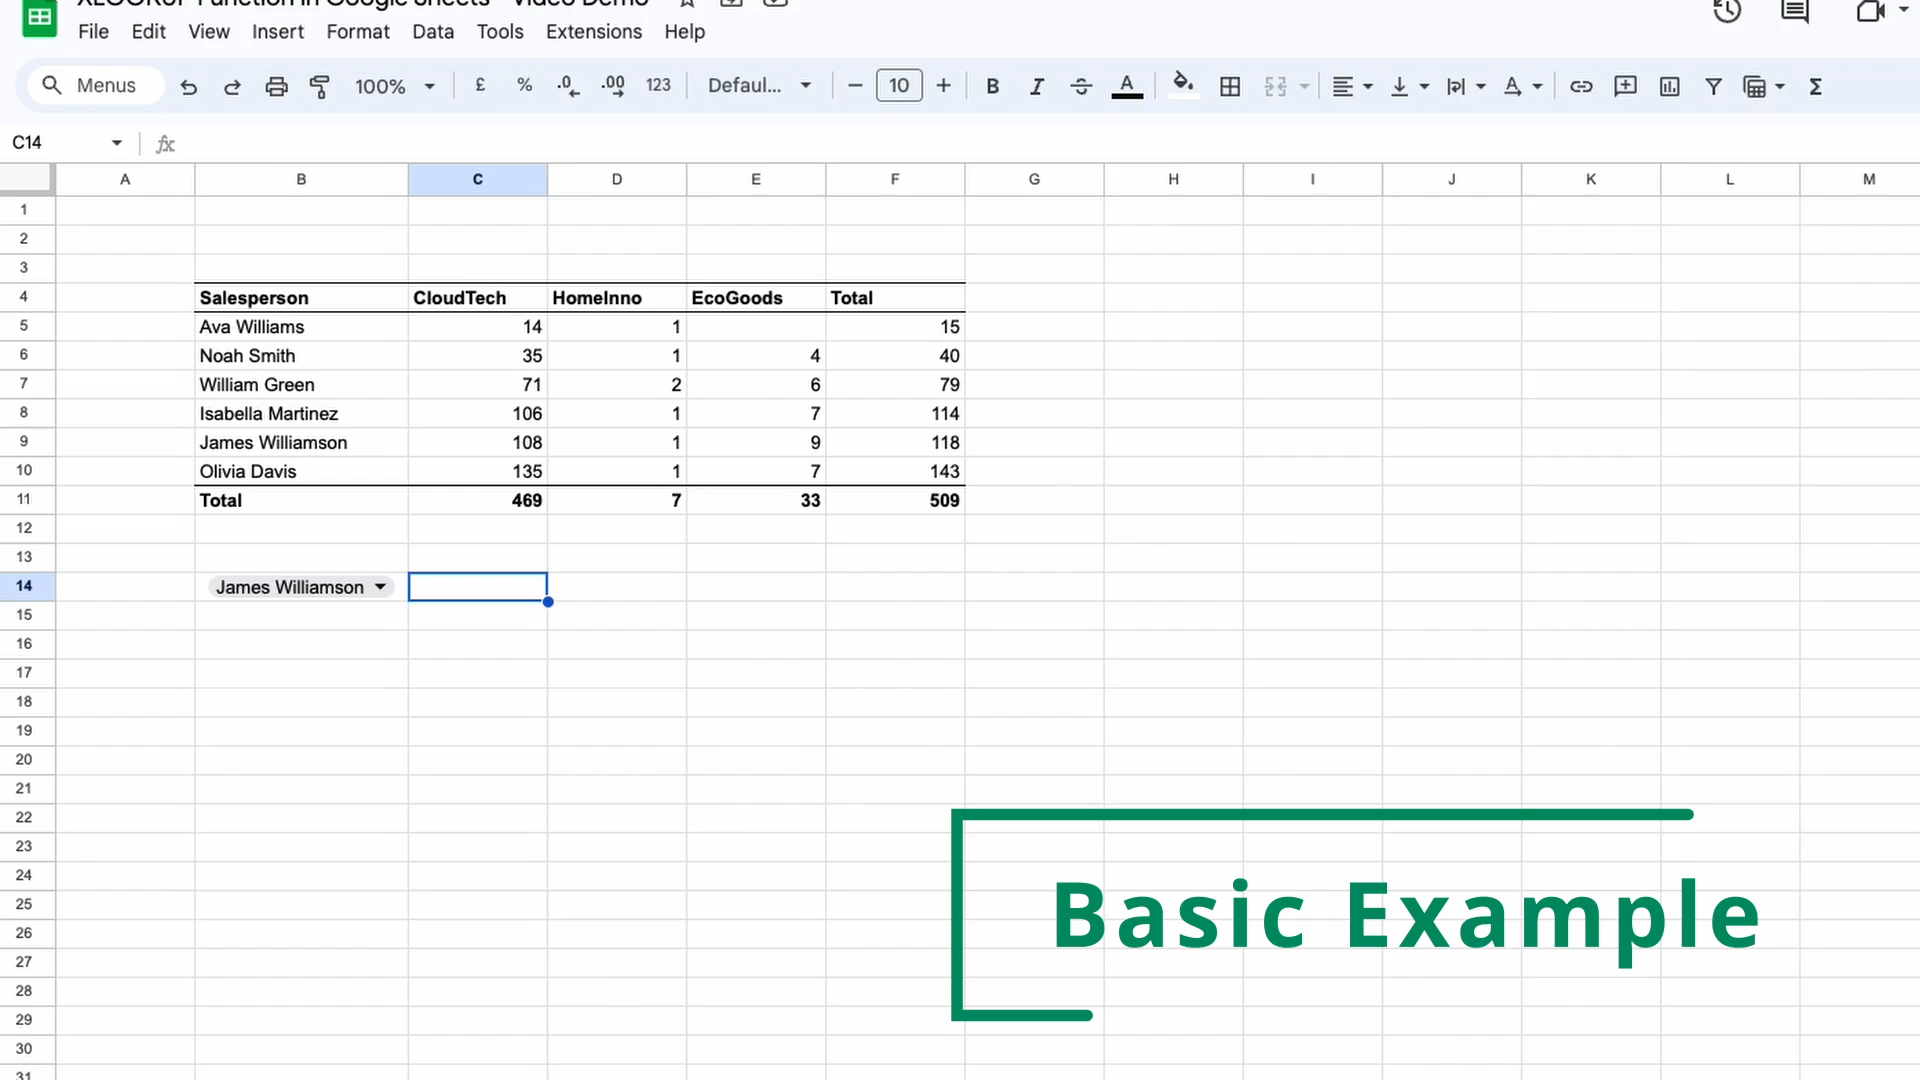 XLOOKUP Function in Google Sheets - Video Demo
File Edit View Insert Format Data Tools Extensions Help
Menus 100% £ % .0 .00 123 Defaul... 10 B I A
C14 fx
A B C D E F G H I J K L M
1
2
3
4 Salesperson CloudTech HomeInno EcoGoods Total
5 Ava Williams 14 1 15
6 Noah Smith 35 1 4 40
7 William Green 71 2 6 79
8 Isabella Martinez 106 1 7 114
9 James Williamson 108 1 9 118
10 Olivia Davis 135 1 7 143
11 Total 469 7 33 509
12
13
14 James Williamson
15
16
17
18
19
20
21
22
23
24
25
26
27
28
29
30
31
Basic Example